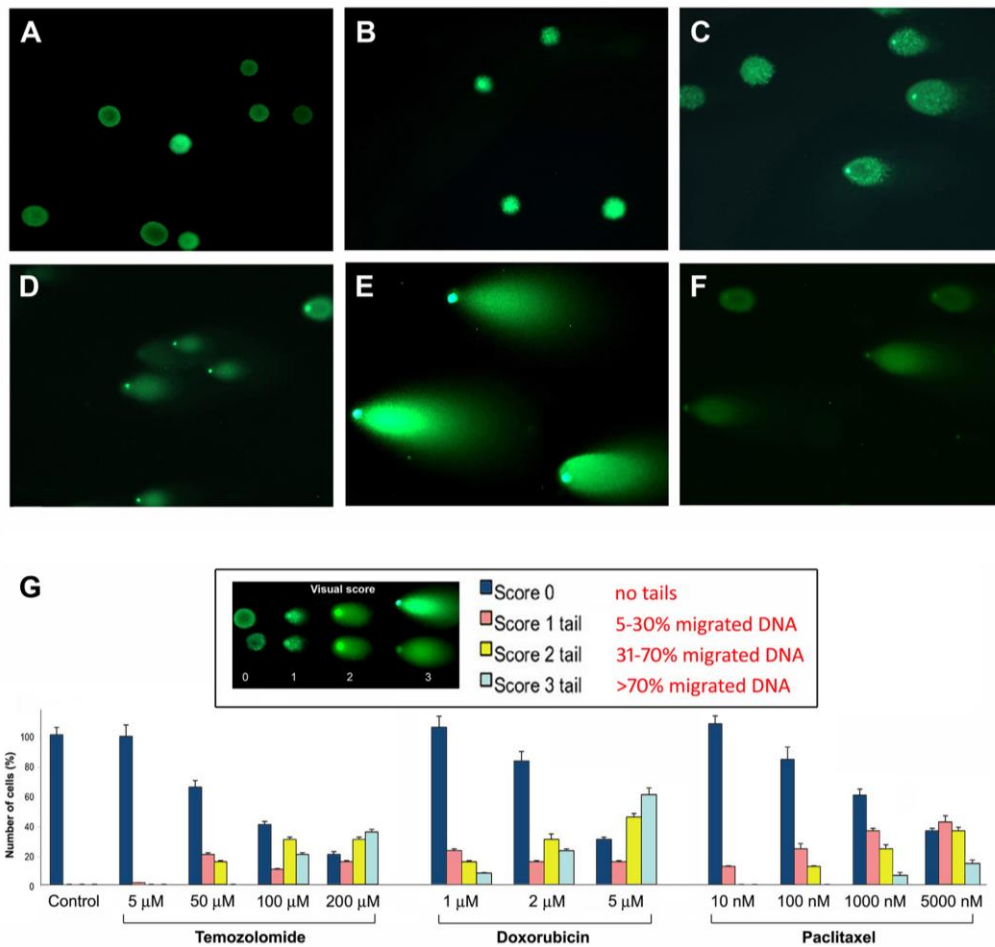 A
B
C
D
E
F
G
Visual score
0 1 2 3
Score 0 no tails
Score 1 tail 5-30% migrated DNA
Score 2 tail 31-70% migrated DNA
Score 3 tail >70% migrated DNA
Number of cells (%)
100
80
60
40
20
0
Control 5 µM 50 µM 100 µM 200 µM 1 µM 2 µM 5 µM 10 nM 100 nM 1000 nM 5000 nM
Temozolomide Doxorubicin Paclitaxel